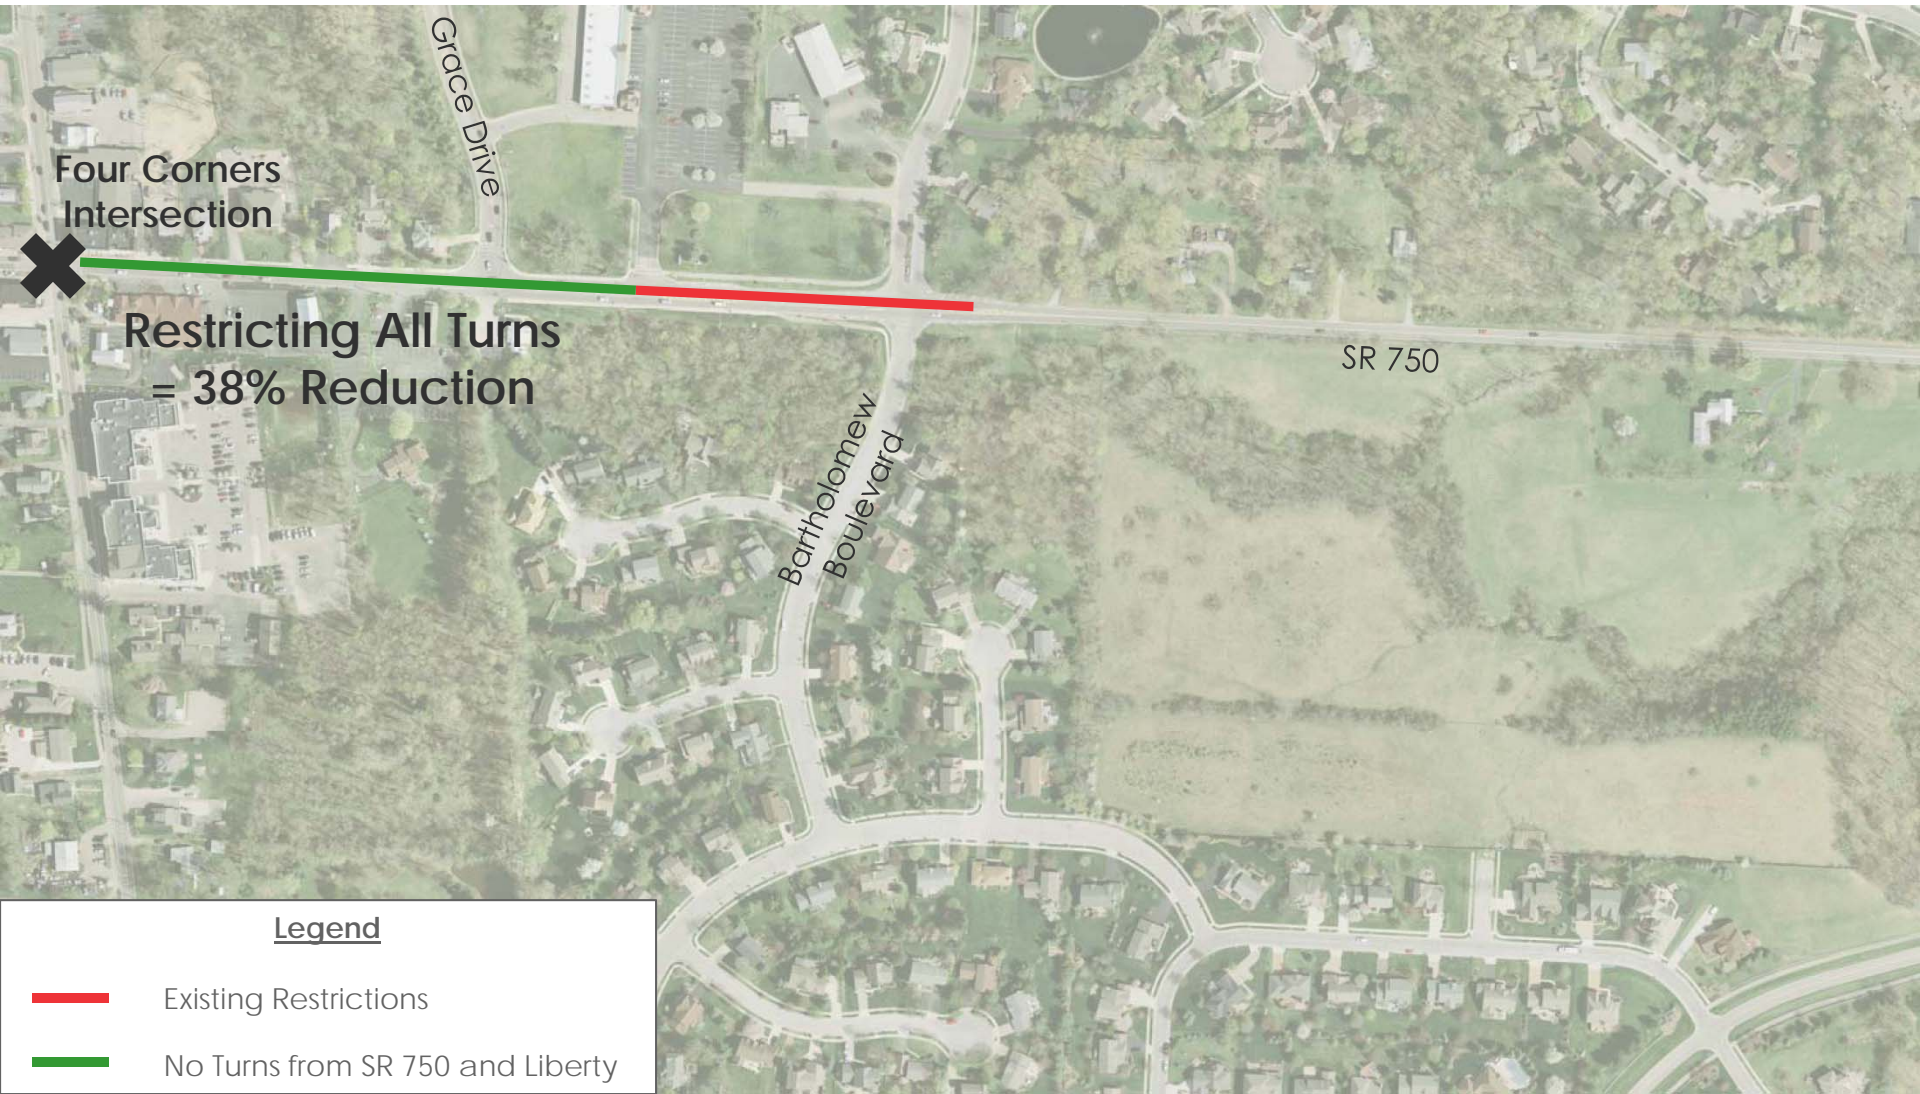 Grace Drive
Four Corners
Intersection
Restricting All Turns
= 38% Reduction
SR 750
Bartholomew
Boulevard
Legend
Existing Restrictions
No Turns from SR 750 and Liberty